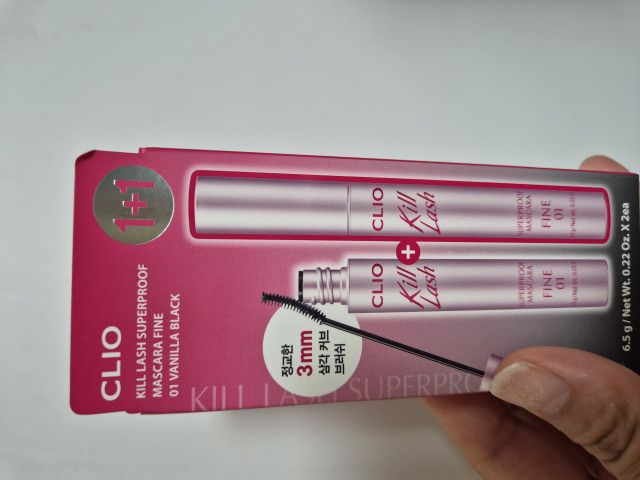 1+1
CLIO
KILL LASH SUPERPROOF
MASCARA FINE
01 VANILLA BLACK
CLIO
Kill
Lash
SUPERPROOF
MASCARA
FINE
01
+
CLIO
Kill
Lash
SUPERPROOF
MASCARA
FINE
01
정교한
3mm
삼각 커브
브러쉬
KILL LASH SUPERPRO
6.5 g / Net Wt. 0.22 Oz. X 2ea